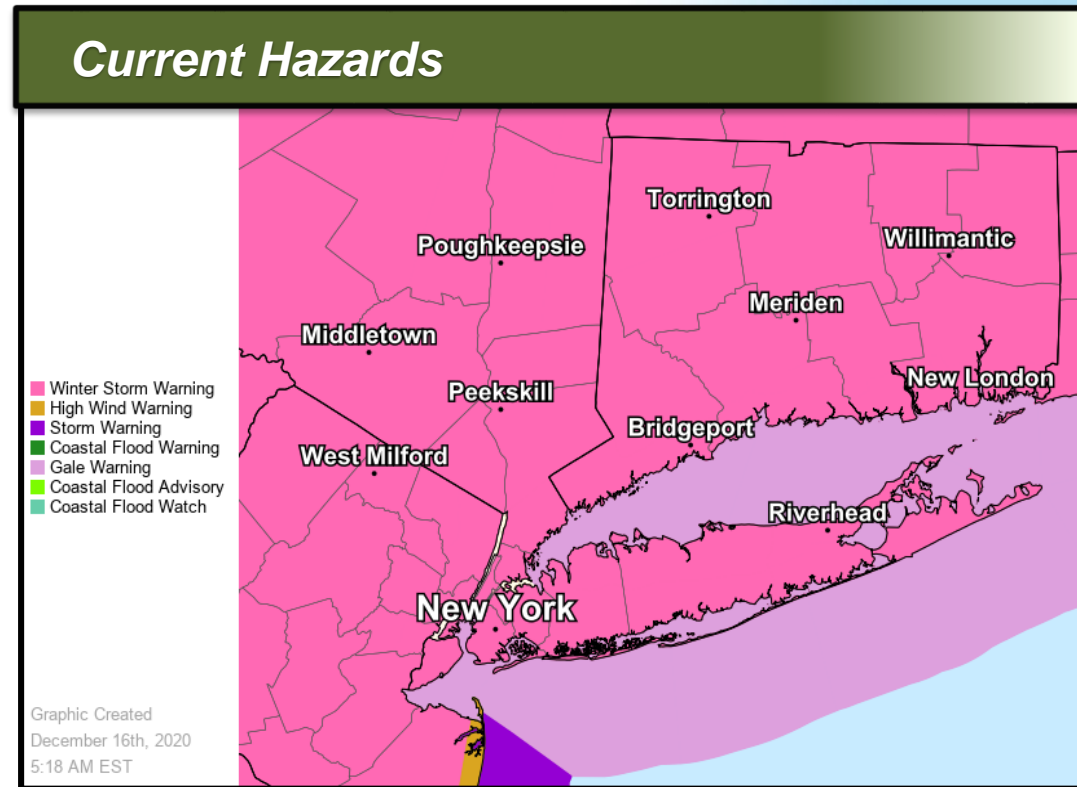 Current Hazards
Torrington
Willimantic
Poughkeepsie
Meriden
Middletown
New London
Peekskill
Bridgeport
West Milford
Riverhead
New York
Winter Storm Warning
High Wind Warning
Storm Warning
Coastal Flood Warning
Gale Warning
Coastal Flood Advisory
Coastal Flood Watch
Graphic Created
December 16th, 2020
5:18 AM EST